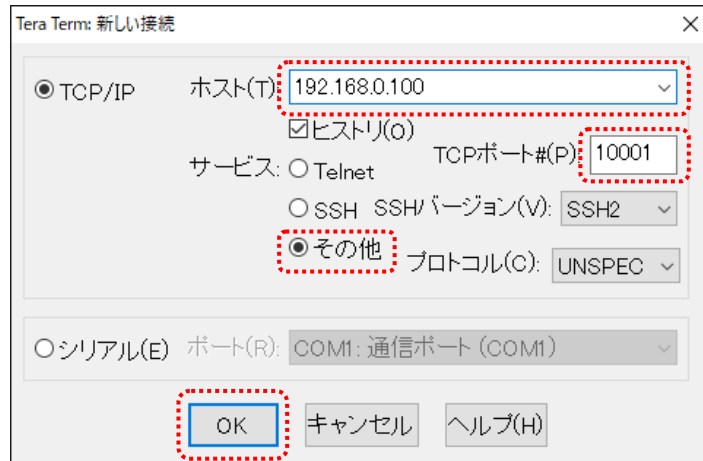 Tera Term: 新しい接続
TCP/IP ホスト(T): 192.168.0.100
ヒストリ(O)
サービス: Telnet TCPポート#(P): 10001
SSH SSHバージョン(V): SSH2
その他 プロトコル(C): UNSPEC
シリアル(E) ポート(R): COM1: 通信ポート (COM1)
OK キャンセル ヘルプ(H)